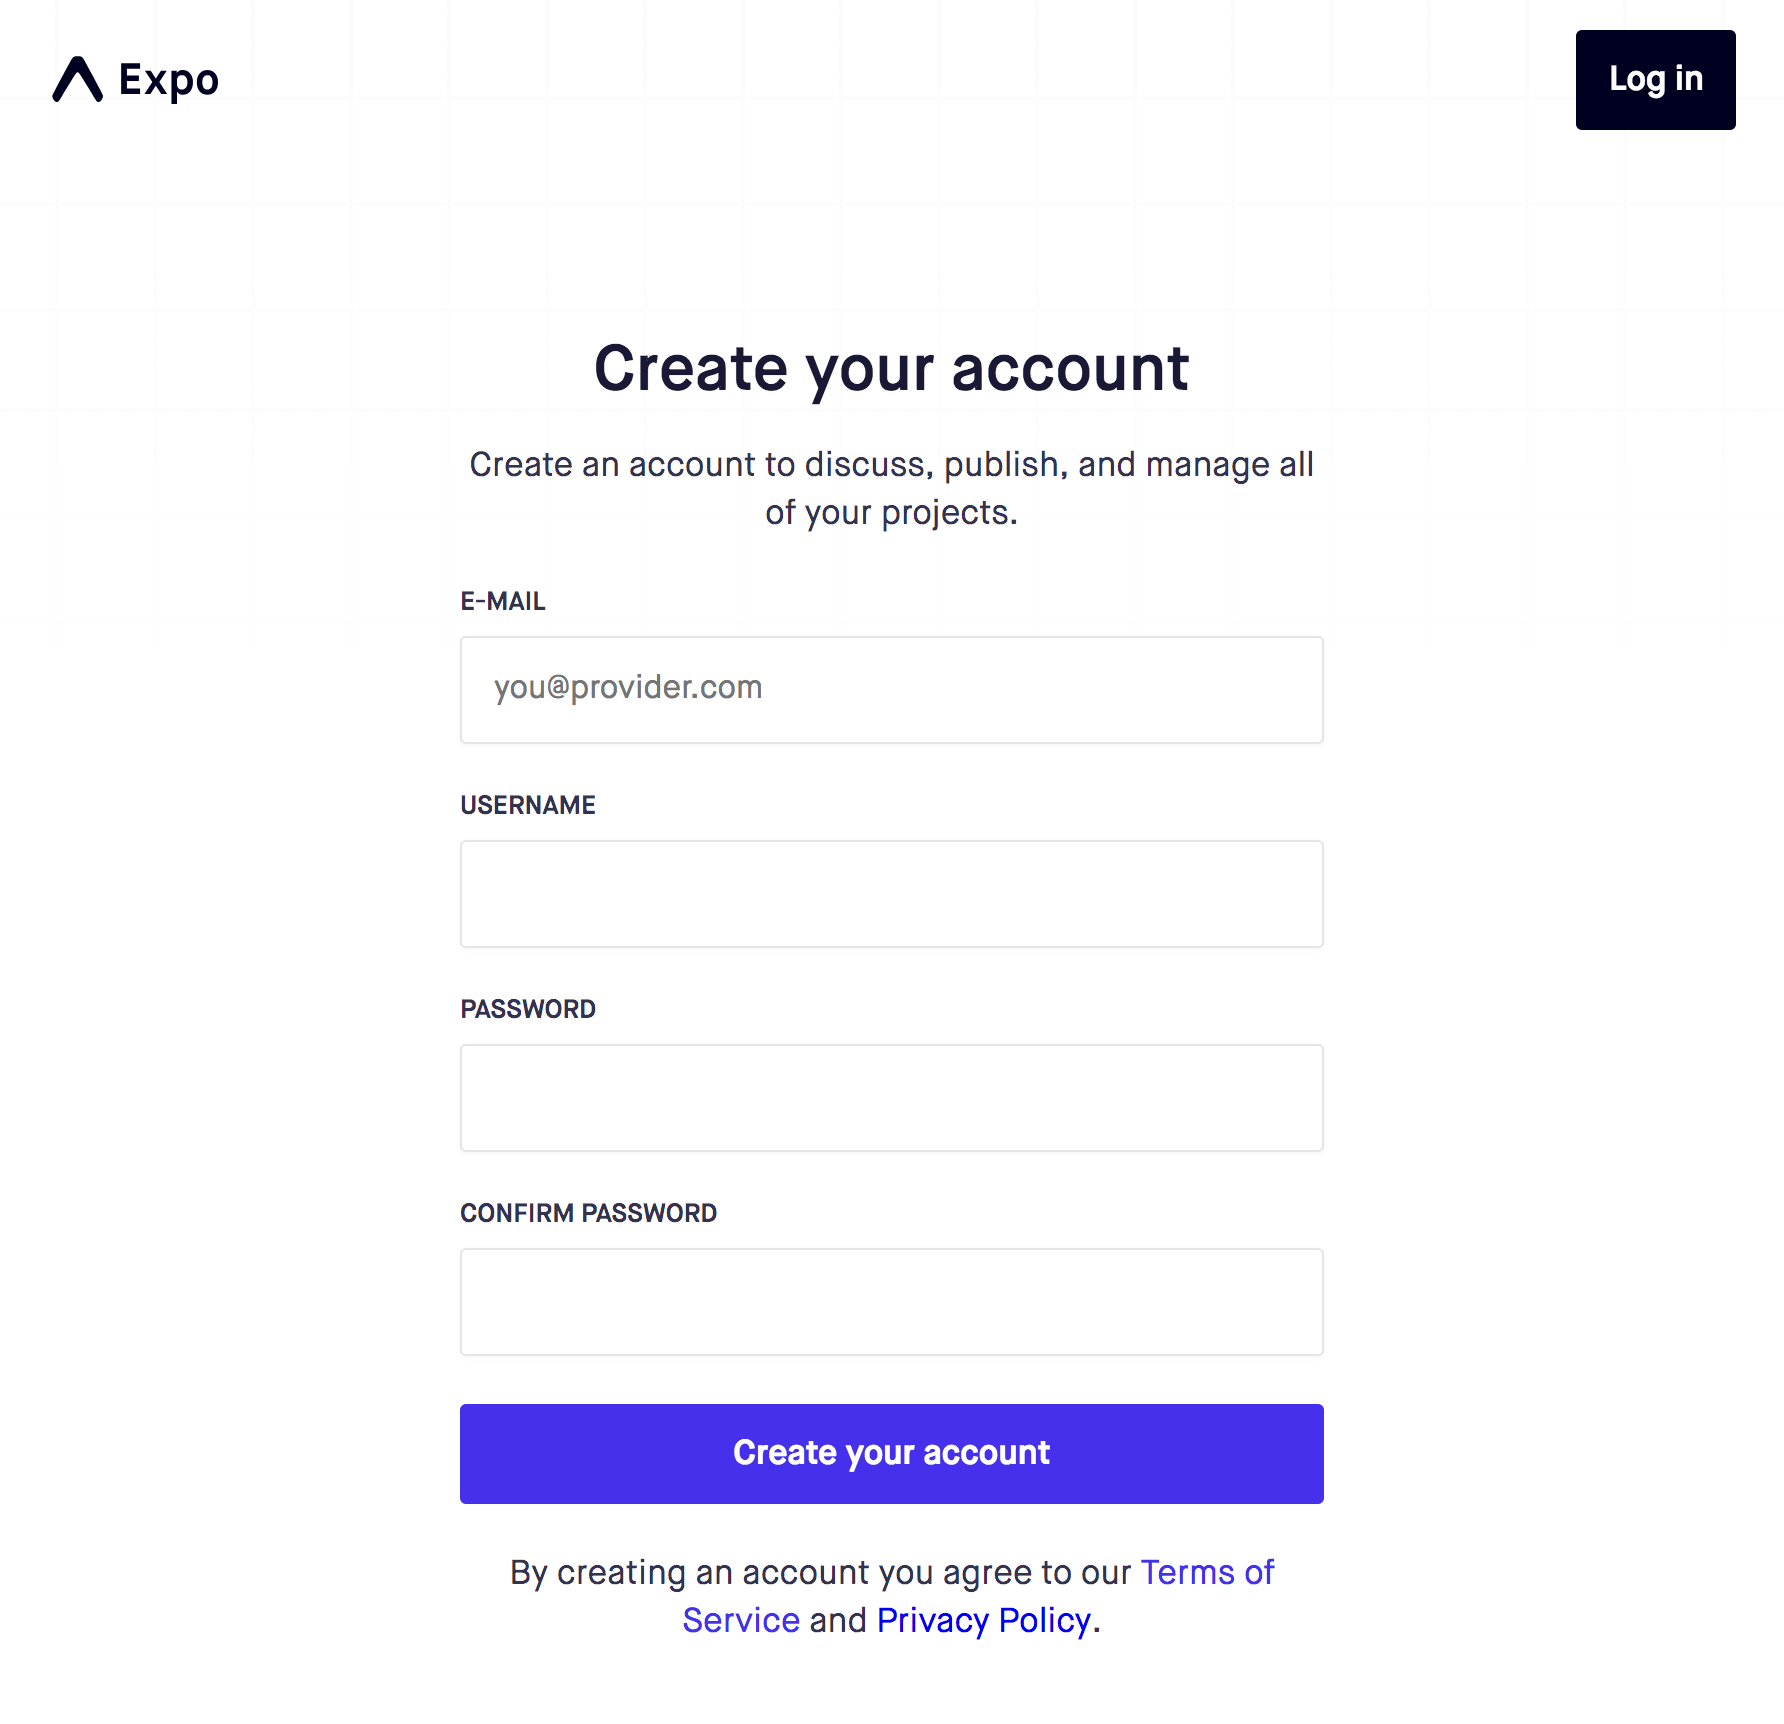 Expo
Log in
Create your account
Create an account to discuss, publish, and manage all
of your projects.
E-MAIL
you@provider.com
USERNAME
PASSWORD
CONFIRM PASSWORD
Create your account
By creating an account you agree to our Terms of
Service and Privacy Policy.